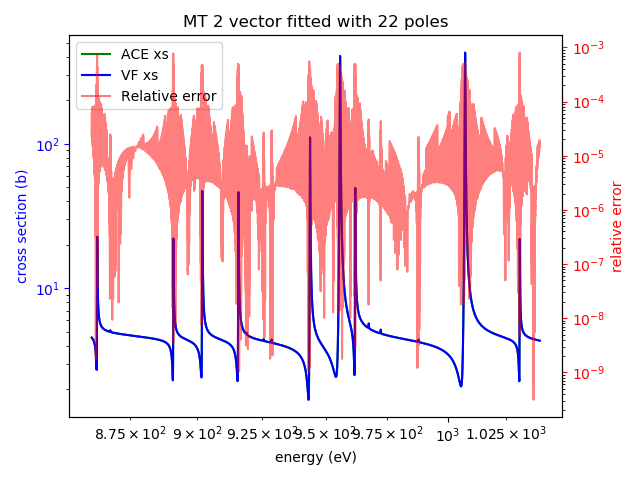 MT 2 vector fitted with 22 poles
ACE xs
VF xs
Relative error
cross section (b)
10²
10¹
relative error
10⁻³
10⁻⁴
10⁻⁵
10⁻⁶
10⁻⁷
10⁻⁸
10⁻⁹
8.75×10² 9×10² 9.25×10² 9.5×10² 9.75×10² 10³ 1.025×10³
energy (eV)